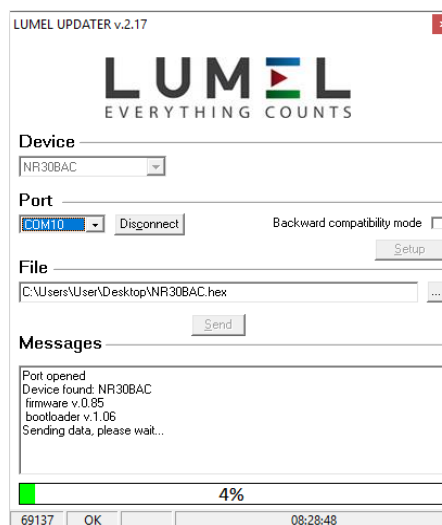 LUMEL UPDATER v.2.17
LUMEL
EVERYTHING COUNTS
Device
NR30BAC
Port
COM10 Disconnect Backward compatibility mode
Setup
File
C:\Users\User\Desktop\NR30BAC.hex ...
Send
Messages
Port opened
Device found: NR30BAC
firmware v.0.85
bootloader v.1.06
Sending data, please wait...
4%
69137 OK 08:28:48